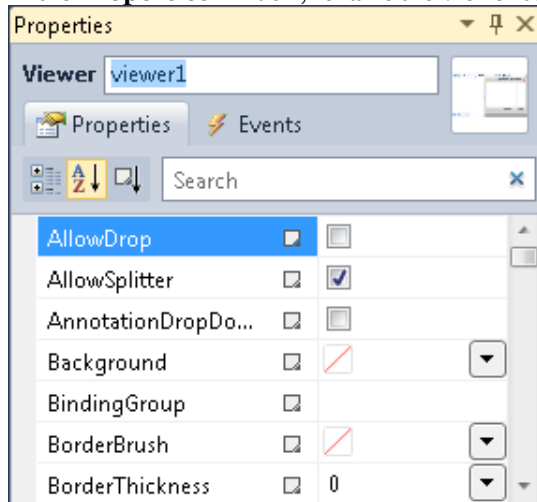 Properties
Viewer viewer1
Properties Events
Search
AllowDrop
AllowSplitter
AnnotationDropDo...
Background
BindingGroup
BorderBrush
BorderThickness 0